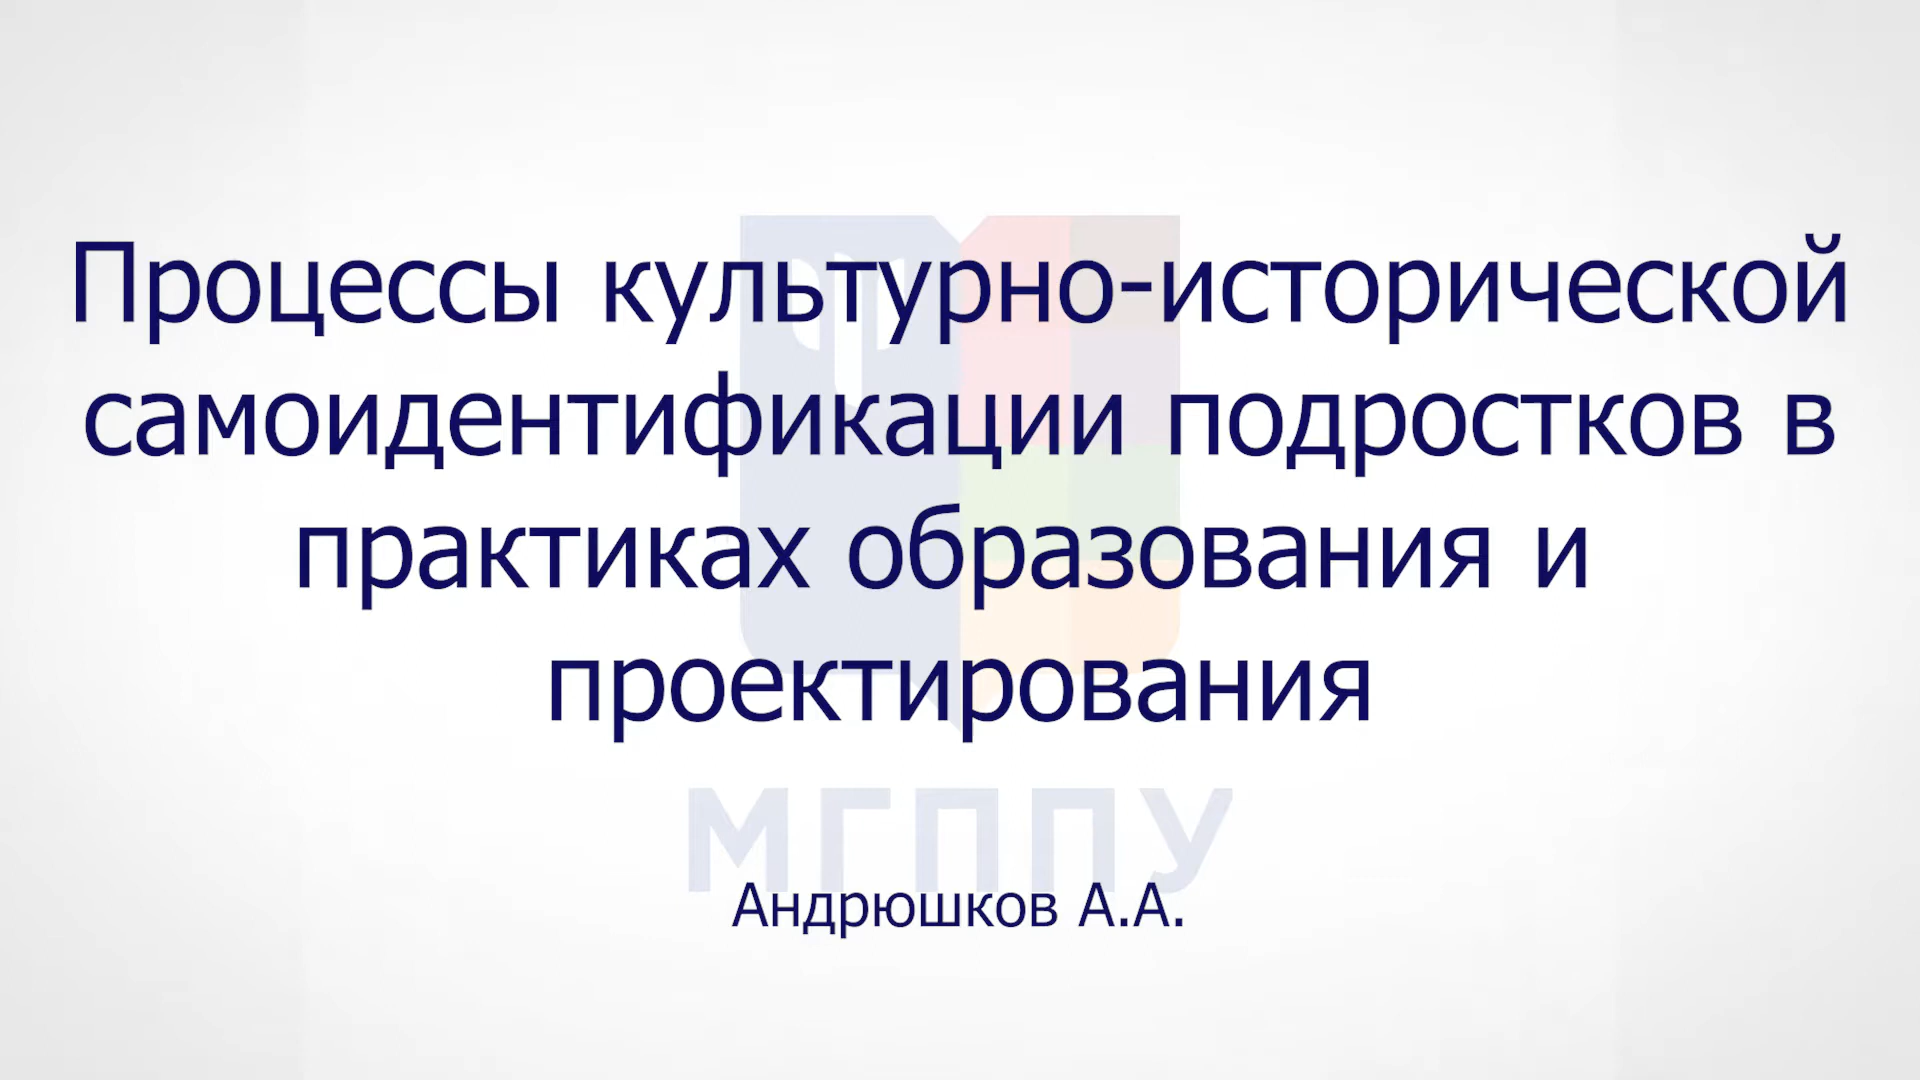 Процессы культурно-исторической
самоидентификации подростков в
практиках образования и
проектирования
МГППУ
Андрюшков А.А.